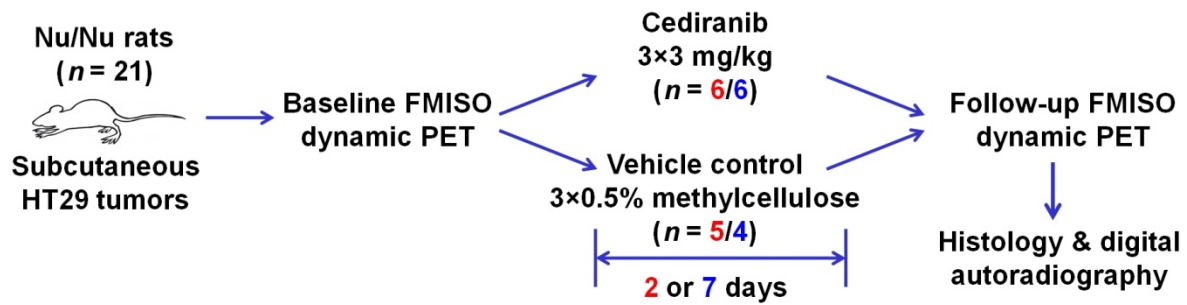 Nu/Nu rats
(n = 21)
Subcutaneous
HT29 tumors
Baseline FMISO
dynamic PET
Cediranib
3×3 mg/kg
(n = 6/6)
Vehicle control
3×0.5% methylcellulose
(n = 5/4)
2 or 7 days
Follow-up FMISO
dynamic PET
Histology & digital
autoradiography